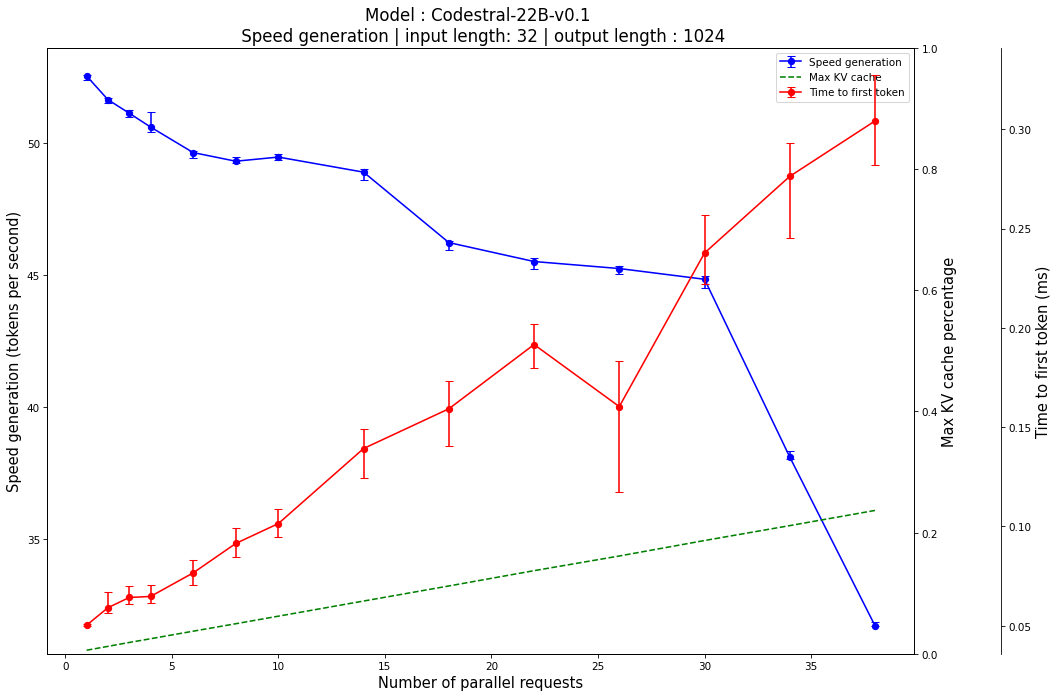 Model : Codestral-22B-v0.1
Speed generation | input length: 32 | output length : 1024
Speed generation
Max KV cache
Time to first token
Speed generation (tokens per second)
50
45
40
35
1.0
0.8
0.6
0.4
0.2
0.0
Max KV cache percentage
0.30
0.25
0.20
0.15
0.10
0.05
Time to first token (ms)
0
5
10
15
20
25
30
35
Number of parallel requests